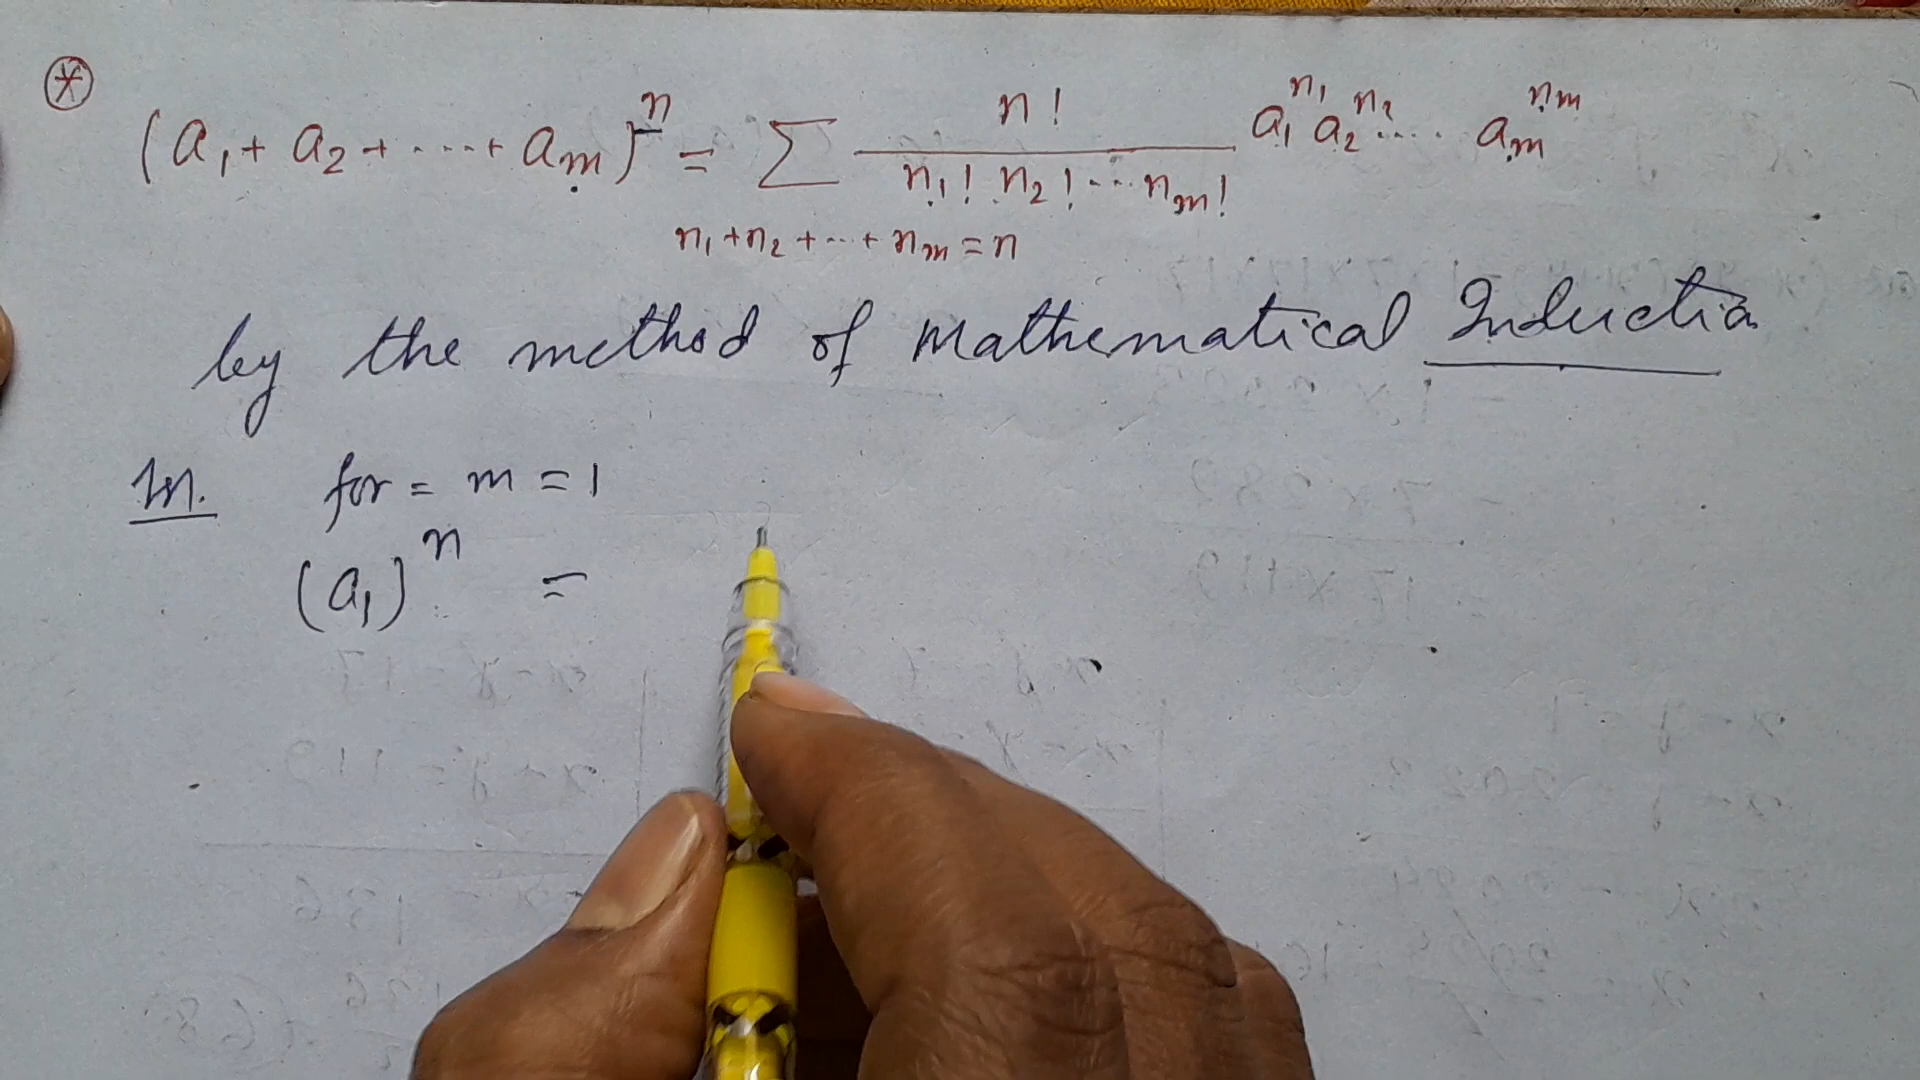 (a₁ + a₂ + ---- + aₘ)ⁿ = ∑ n! / n₁! n₂! --- nₘ! a₁^n₁ a₂^n₂ ---- aₘ^nₘ
n₁ + n₂ + --- + nₘ = n
by the method of Mathematical Inductio
for = m = 1
(a₁)ⁿ =